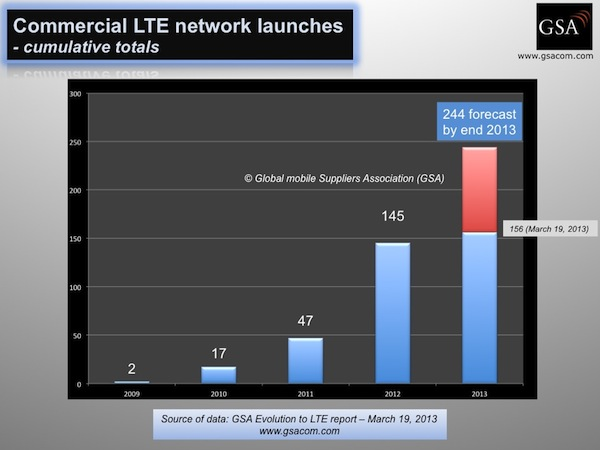 Commercial LTE network launches
- cumulative totals
GSA
www.gsacom.com
300
250
200
150
100
50
0
244 forecast
by end 2013
© Global mobile Suppliers Association (GSA)
156 (March 19, 2013)
145
47
17
2
2009
2010
2011
2012
2013
Source of data: GSA Evolution to LTE report – March 19, 2013
www.gsacom.com